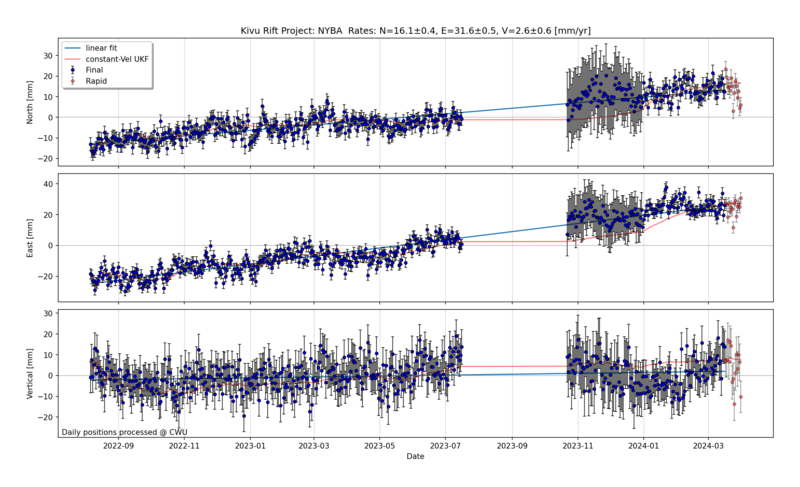 Kivu Rift Project: NYBA  Rates: N=16.1±0.4, E=31.6±0.5, V=2.6±0.6 [mm/yr]
linear fit
constant-Vel UKF
Final
Rapid
North [mm]
30
20
10
0
−10
−20
East [mm]
40
20
0
−20
Vertical [mm]
30
20
10
0
−10
−20
Daily positions processed @ CWU
2022-09 2022-11 2023-01 2023-03 2023-05 2023-07 2023-09 2023-11 2024-01 2024-03
Date